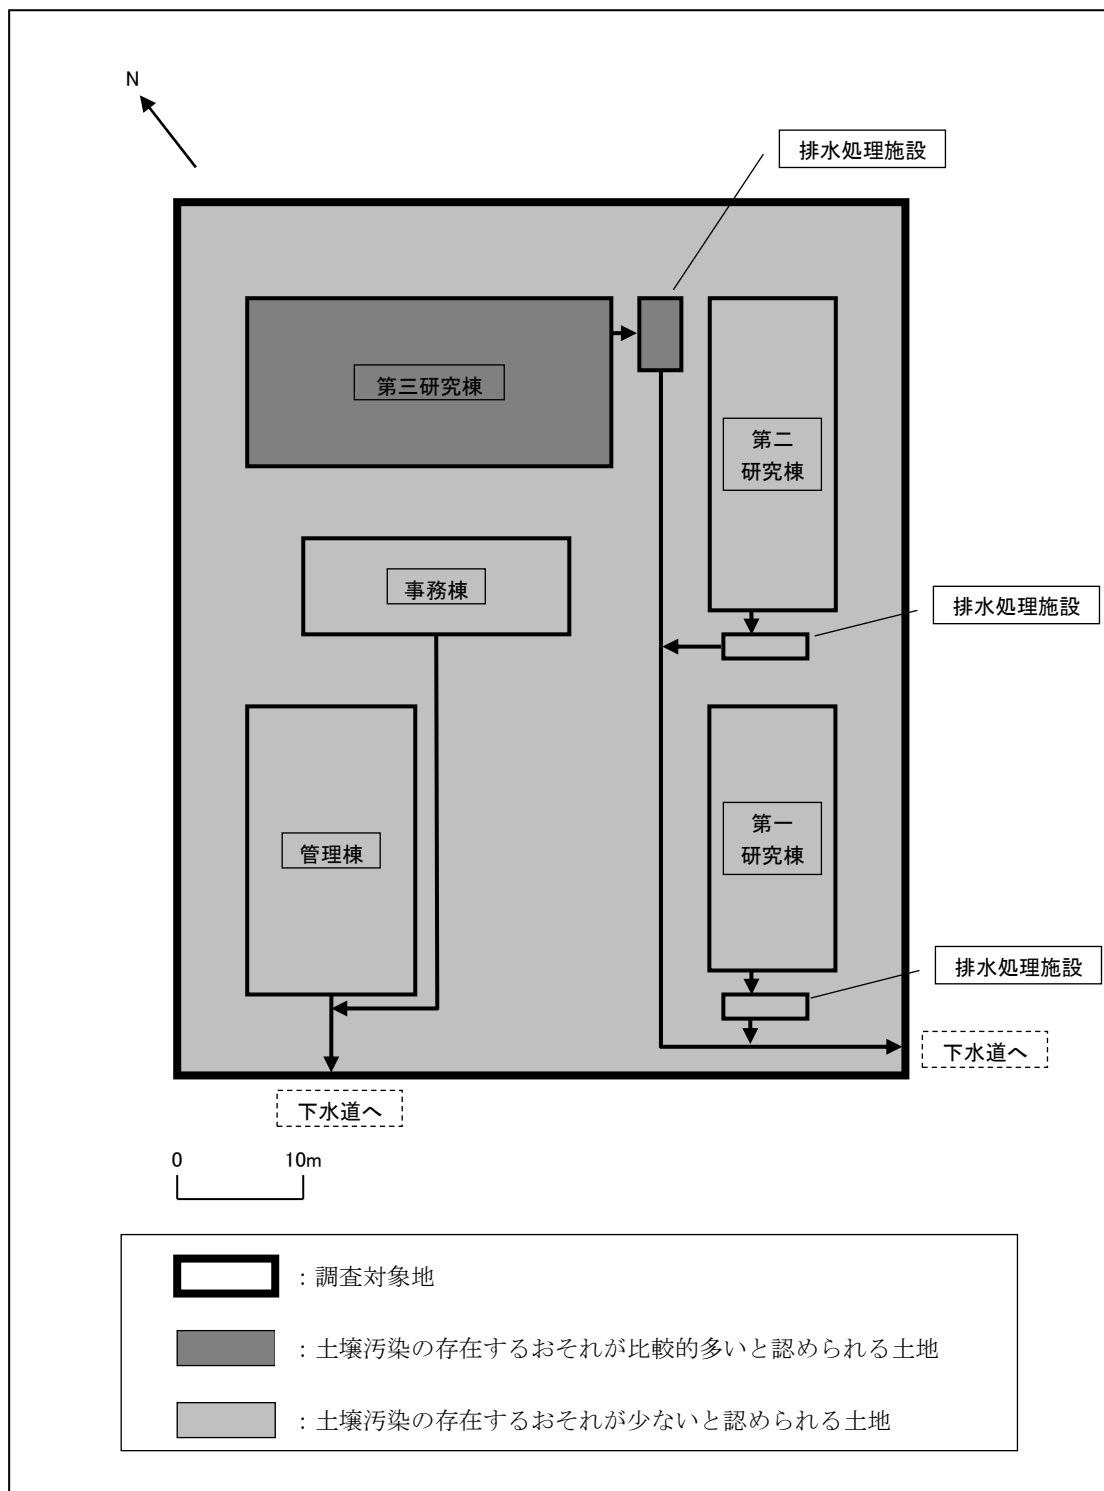 N
排水処理施設
第三研究棟
第二
研究棟
事務棟
排水処理施設
第一
研究棟
管理棟
排水処理施設
下水道へ
下水道へ
0 10m
：調査対象地
：土壌汚染の存在するおそれが比較的多いと認められる土地
：土壌汚染の存在するおそれが少ないと認められる土地